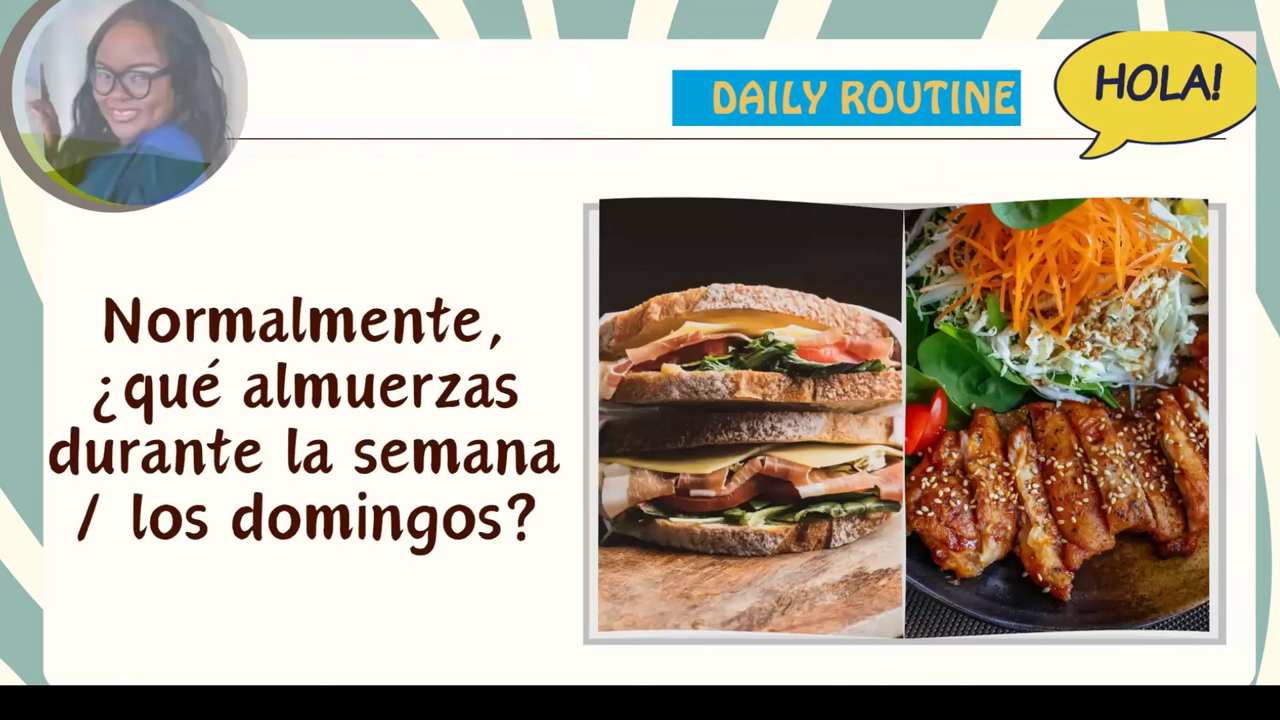 DAILY ROUTINE
HOLA!
Normalmente,
¿qué almuerzas
durante la semana
/ los domingos?